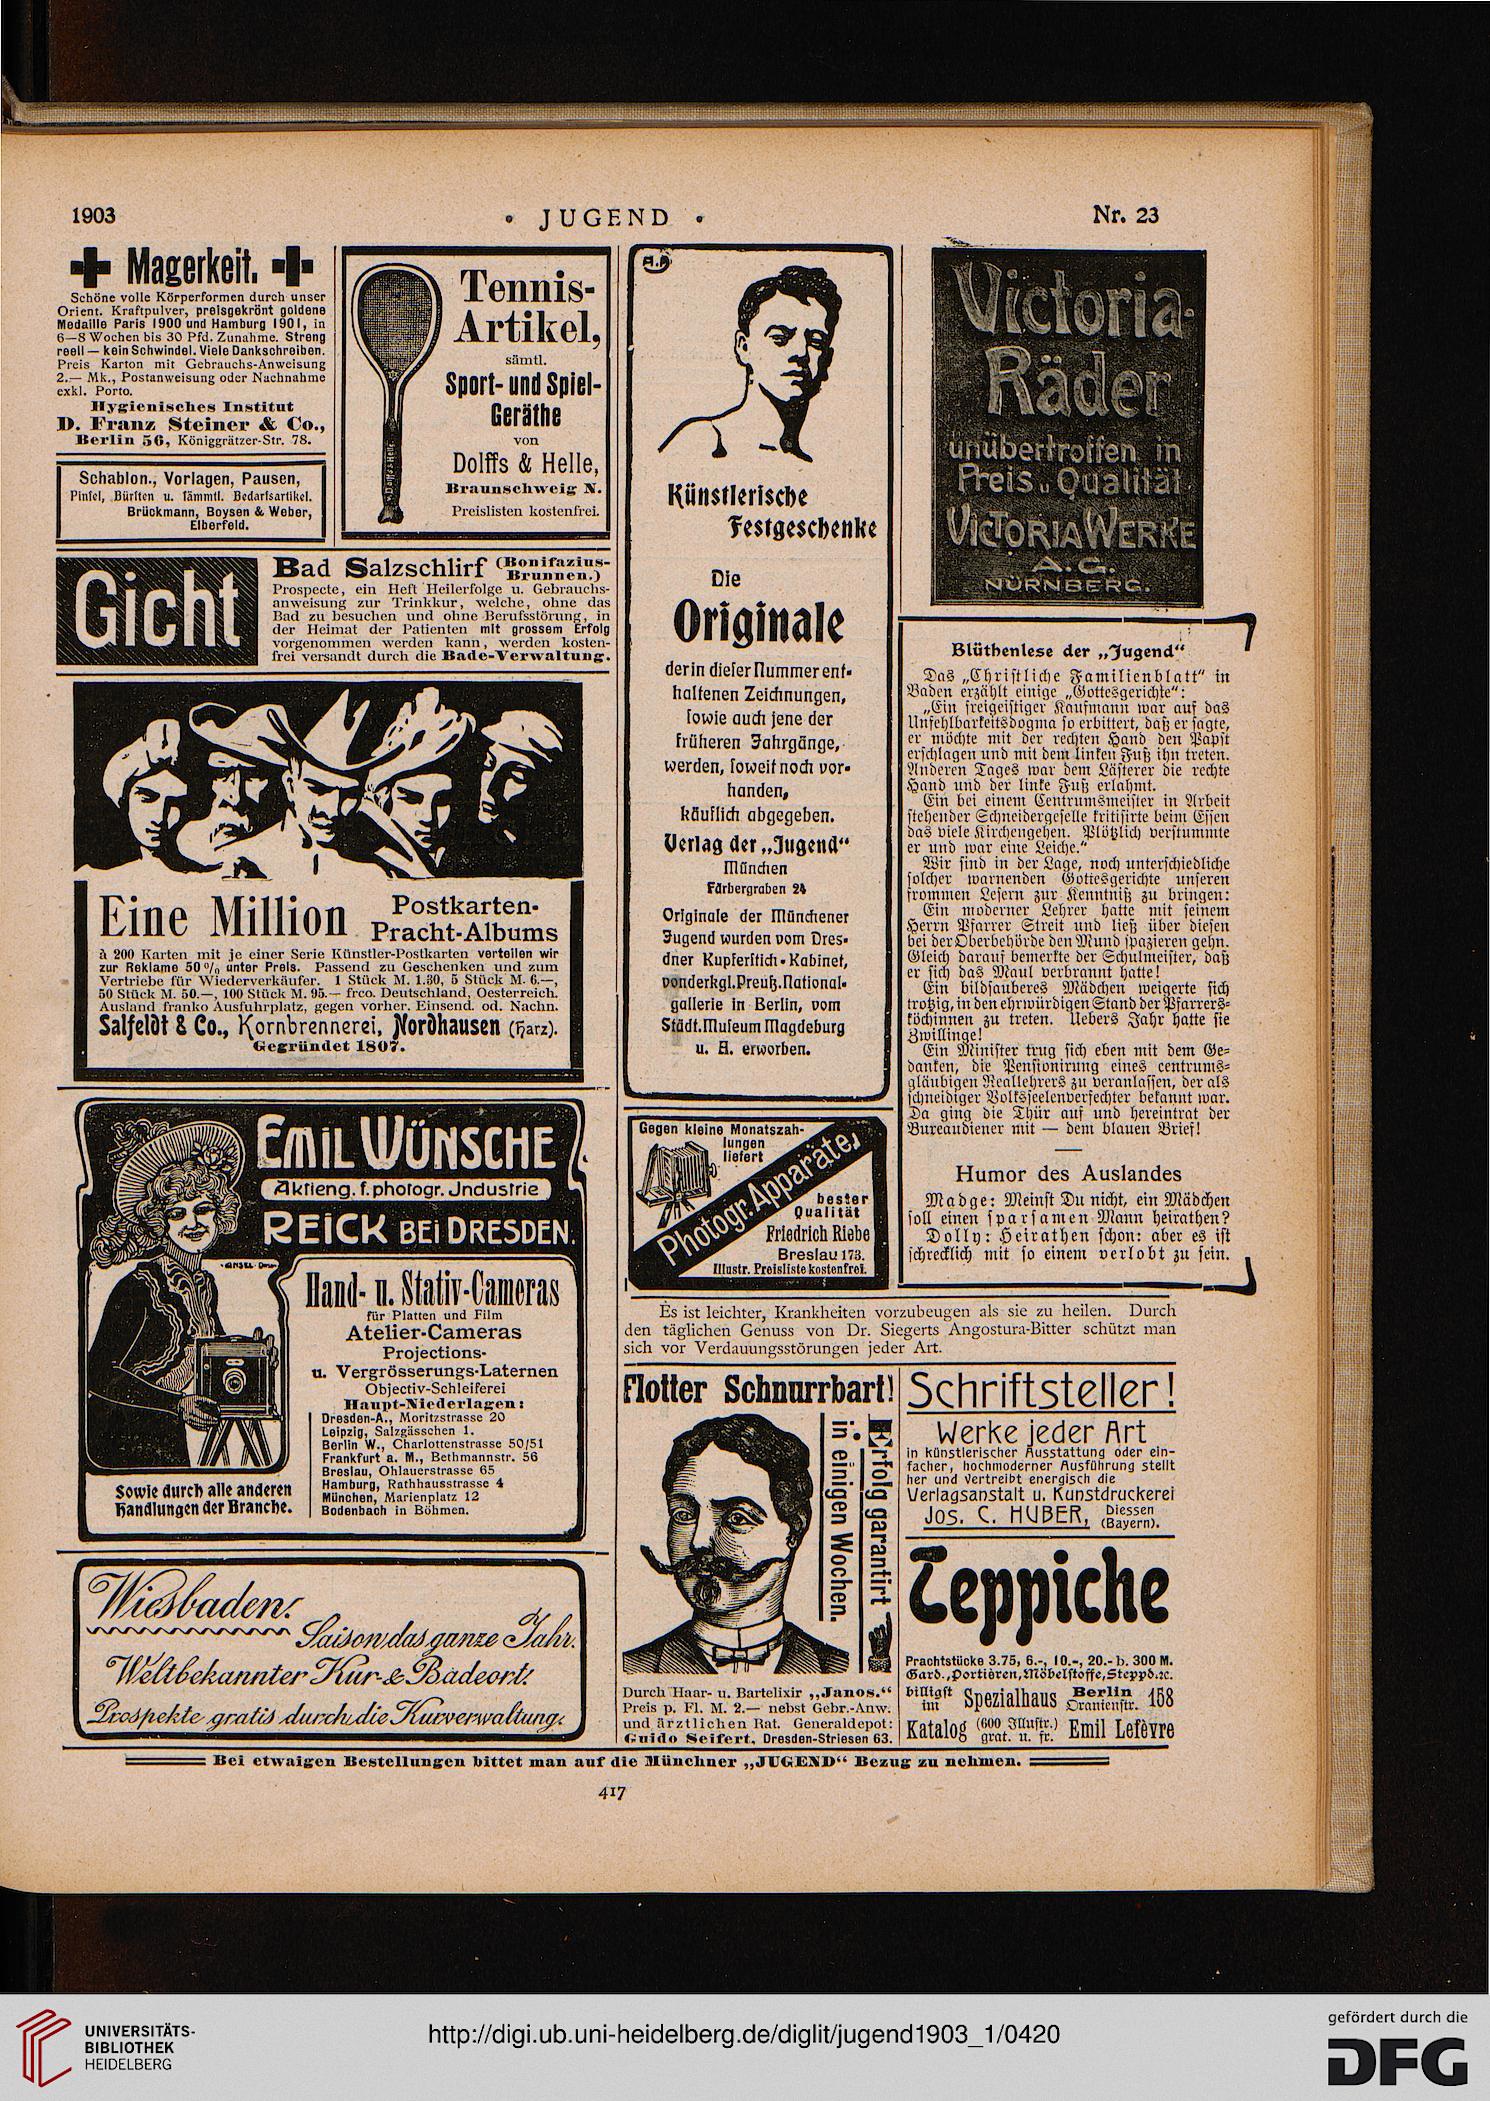 1903
• JUGEND •
Nr. 23
Magerkeit.
Schöne volle Körperformen durch unser
Orient. Kraftpulver, preisgekrönt goldene
Medaille Paris 1900 und Hamburg 1901, in
6—8 Wochen bis 30 Pfd. Zunahme. Streng
reell — kein Schwindel. Viele Dankschreiben.
Preis Karton mit Gebrauchs-Anweisung
2.— Mk., Postanweisung oder Nachnahme
exkl. Porto.
Hygienisches Institut
D. Franz Steiner & Co.,
Berlin 56, Königgrätzer-Str. 78.
Schablon., Vorlagen, Pausen,
Pinsel, Bürsten u. sämmtl. Bedarfsartikel.
Brückmann, Boysen & Weber,
Elberfeld.
Tennis-
Artikel,
sämtl.
Sport- und Spiel-
Geräthe
von
Dolffs & Helle,
Braunschweig N.
Preislisten kostenfrei.
Dolffs & Helle
Gicht
Bad Salzschlirf (Bonifazius-
Brunnen.)
Prospecte, ein Heft Heilerfolge u. Gebrauchs-
anweisung zur Trinkkur, welche, ohne das
Bad zu besuchen und ohne Berufsstörung, in
der Heimat der Patienten mit grossem Erfolg
vorgenommen werden kann, werden kosten-
frei versandt durch die Bade-Verwaltung.
Eine Million Postkarten-
Pracht-Albums
à 200 Karten mit je einer Serie Künstler-Postkarten verteilen wir
zur Reklame 50 % unter Preis. Passend zu Geschenken und zum
Vertriebe für Wiederverkäufer. 1 Stück M. 1.30, 5 Stück M. 6.—,
50 Stück M. 50.—, 100 Stück M. 95.— frco. Deutschland, Oesterreich.
Ausland franko Ausfuhrplatz, gegen vorher. Einsend. od. Nachn.
Salfeldt & Co., Kornbrennerei, Nordhausen (Harz).
Gegründet 1807.
EMIL WÜNSCHE
Aktieng. f. photogr. Jndustrie
REICK BEI DRESDEN.
Hand- u. Stativ-Cameras
für Platten und Film
Atelier-Cameras
Projections-
u. Vergrösserungs-Laternen
Objectiv-Schleiferei
Haupt-Niederlagen:
Dresden-A., Moritzstrasse 20
Leipzig, Salzgässchen 1.
Berlin W., Charlottenstrasse 50/51
Frankfurt a. M., Bethmannstr. 56
Breslau, Ohlauerstrasse 65
Hamburg, Rathhausstrasse 4
München, Marienplatz 12
Bodenbach in Böhmen.
Sowie durch alle anderen
Handlungen der Branche.
Wiesbaden.
Saison das ganze Jahr.
Weltbekannter Kur- & Badeort!
Prospekte gratis durch die Kurverwaltung.
Künstlerische
Festgeschenke
Die
Originale
der in dieser Nummer ent-
haltenen Zeichnungen,
sowie auch jene der
früheren Jahrgänge,
werden, soweit noch vor-
handen,
käuflich abgegeben.
Verlag der „Jugend“
München
Färbergraben 24
Originale der Münchener
Jugend wurden vom Dres-
dner Kupferstich-Kabinet,
von der kgl. Preuß. National-
gallerie in Berlin, vom
Städt. Museum Magdeburg
u. A. erworben.
Gegen kleine Monatszah-
lungen
liefert
Photogr. Apparate,
bester
Qualität
Friedrich Riebe
Breslau 173.
Illustr. Preisliste kostenfrei.
Victoria-
Räder
unübertroffen in
Preis u Qualität.
VICTORIA WERKE
A. G.
NÜRNBERG.
Blüthenlese der „Jugend“
Das „Christliche Familienblatt“ in
Baden erzählt einige „Gottesgerichte“:
„Ein freigeistiger Kaufmann war auf das
Unfehlbarkeitsdogma so erbittert, daß er sagte,
er möchte mit der rechten Hand den Papst
erschlagen und mit dem linken Fuß ihn treten.
Anderen Tages war dem Lästerer die rechte
Hand und der linke Fuß erlahmt.
Ein bei einem Centrumsmeister in Arbeit
stehender Schneidergeselle kritisirte beim Essen
das viele Kirchengehen. Plötzlich verstummte
er und war eine Leiche.“
Wir sind in der Lage, noch unterschiedliche
solcher warnenden Gottesgerichte unseren
frommen Lesern zur Kenntniß zu bringen:
Ein moderner Lehrer hatte mit seinem
Herrn Pfarrer Streit und ließ über diesen
bei der Oberbehörde den Mund spazieren gehn.
Gleich darauf bemerkte der Schulmeister, daß
er sich das Maul verbrannt hatte!
Ein bildsauberes Mädchen weigerte sich
trotzig, in den ehrwürdigen Stand der Pfarrers-
köchinnen zu treten. Uebers Jahr hatte sie
Zwillinge!
Ein Minister trug sich eben mit dem Ge-
danken, die Pensionirung eines centrums-
gläubigen Reallehrers zu veranlassen, der als
schneidiger Volksseelenverfechter bekannt war.
Da ging die Thür auf und hereintrat der
Bureaudiener mit — dem blauen Brief!
Humor des Auslandes
Madge: Meinst Du nicht, ein Mädchen
soll einen sparsamen Mann heirathen?
Dolly: Heirathen schon: aber es ist
schrecklich mit so einem verlobt zu sein.
Es ist leichter, Krankheiten vorzubeugen als sie zu heilen. Durch
den täglichen Genuss von Dr. Siegerts Angostura-Bitter schützt man
sich vor Verdauungsstörungen jeder Art.
Flotter Schnurrbart!
Erfolg garantirt
in einigen Wochen.
Durch Haar- u. Bartelixir „Janos.“
Preis p. Fl. M. 2.— nebst Gebr.-Anw.
und ärztlichen Rat. Generaldepot:
Guido Seifert, Dresden-Striesen 63.
Schriftsteller!
Werke jeder Art
in künstlerischer Ausstattung oder ein-
facher, hochmoderner Ausführung stellt
her und vertreibt energisch die
Verlagsanstalt u. Kunstdruckerei
Jos. C. HUBER, Diessen
(Bayern).
Teppiche
Prachtstücke 3.75, 6.-, 10.-, 20.- b. 300 M.
Gard., Portièren, Möbelstoffe, Steppd. ꝛc.
billigst
im Spezialhaus Berlin
Oranienstr. 158
Katalog (600 Illustr.)
grat. u. fr. Emil Lefèvre
Bei etwaigen Bestellungen bittet man auf die Münchner „JUGEND“ Bezug zu nehmen.
417
UNIVERSITÄTS-
BIBLIOTHEK
HEIDELBERG
http://digi.ub.uni-heidelberg.de/diglit/jugend1903_1/0420
gefördert durch die
DFG